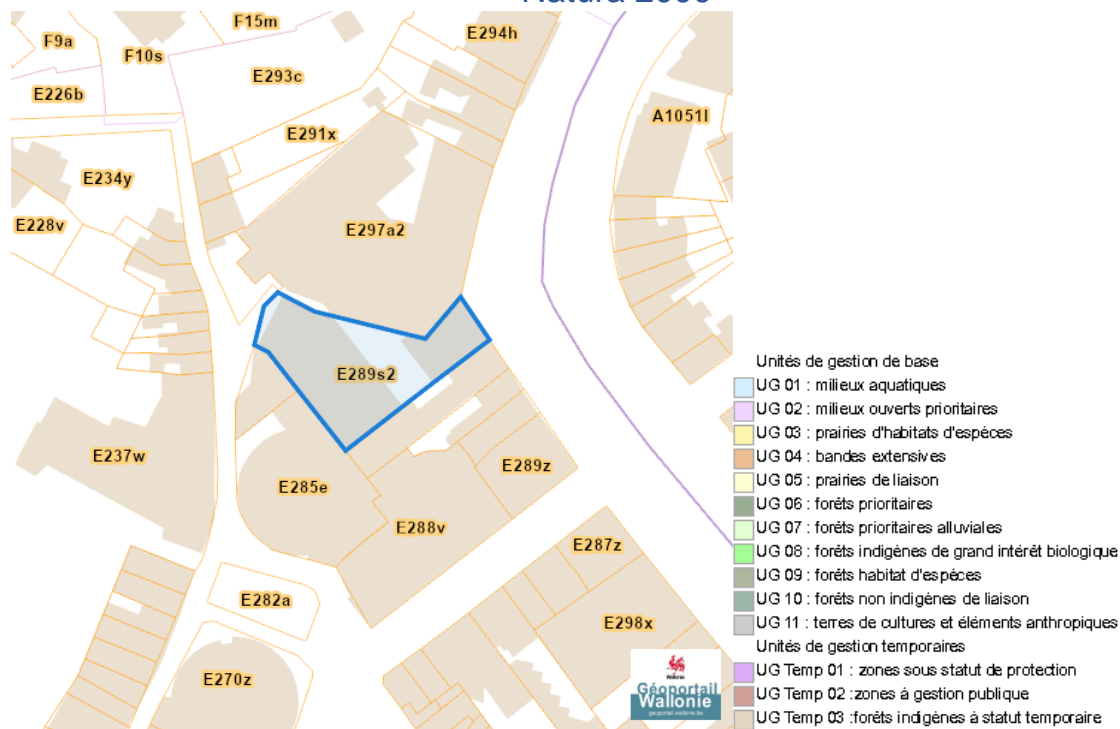 Natura 2000
F15m
F9a
E294h
F10s
E293c
E226b
A1051l
E291x
E234y
E228v
E297a2
E289s2
E237w
E289z
E285e
E288v
E287z
E282a
E298x
E270z
Géoportail
Wallonie
geoportail.wallonie.be
Unités de gestion de base
UG 01 : milieux aquatiques
UG 02 : milieux ouverts prioritaires
UG 03 : prairies d'habitats d'espèces
UG 04 : bandes extensives
UG 05 : prairies de liaison
UG 06 : forêts prioritaires
UG 07 : forêts prioritaires alluviales
UG 08 : forêts indigènes de grand intérêt biologique
UG 09 : forêts habitat d'espèces
UG 10 : forêts non indigènes de liaison
UG 11 : terres de cultures et éléments anthropiques
Unités de gestion temporaires
UG Temp 01 : zones sous statut de protection
UG Temp 02 :zones à gestion publique
UG Temp 03 :forêts indigènes à statut temporaire